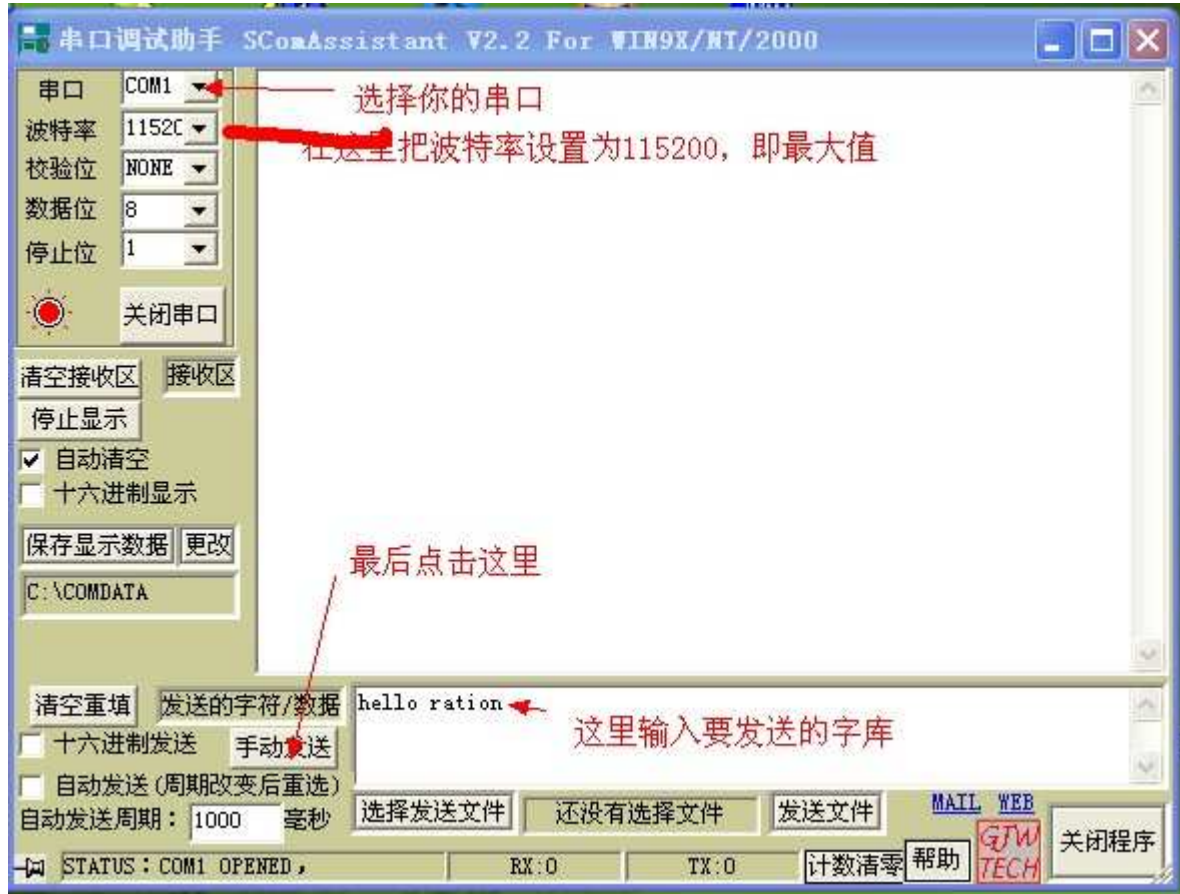 串口调试助手 SComAssistant V2.2 For WIN9X/NT/2000
串口 COM1
选择你的串口
波特率 11520
在这里把波特率设置为115200，即最大值
校验位 NONE
数据位 8
停止位 1
关闭串口
清空接收区 接收区
停止显示
自动清空
十六进制显示
保存显示数据 更改
最后点击这里
C:\COMDATA
清空重填 发送的字符/数据
hello ration
这里输入要发送的字库
十六进制发送 手动发送
自动发送(周期改变后重选)
自动发送周期：1000 毫秒
选择发送文件 还没有选择文件 发送文件
MAIL WEB
GJW TECH
关闭程序
STATUS：COM1 OPENED， RX:0 TX:0 计数清零 帮助